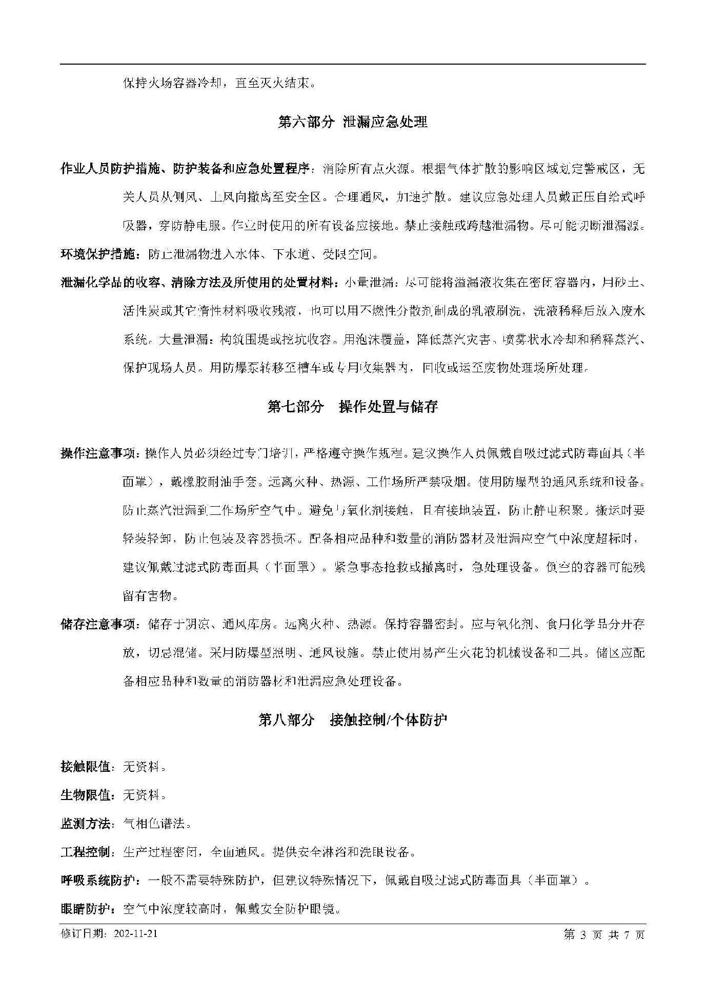 保持火场容器冷却，直至灭火结束。
第六部分 泄漏应急处理
作业人员防护措施、防护装备和应急处置程序：消除所有点火源。根据气体扩散的影响区域划定警戒区，无
关人员从侧风、上风向撤离至安全区。合理通风，加速扩散。建议应急处理人员戴正压自给式呼
吸器，穿防静电服。作业时使用的所有设备应接地。禁止接触或跨越泄漏物。尽可能切断泄漏源。
环境保护措施：防止泄漏物进入水体、下水道、受限空间。
泄漏化学品的收容、清除方法及所使用的处置材料：小量泄漏：尽可能将溢漏液收集在密闭容器内，用砂土、
活性炭或其它惰性材料吸收残液，也可以用不燃性分散剂制成的乳液刷洗，洗液稀释后放入废水
系统。大量泄漏：构筑围堤或挖坑收容。用泡沫覆盖，降低蒸汽灾害。喷雾状水冷却和稀释蒸汽、
保护现场人员。用防爆泵转移至槽车或专用收集器内，回收或运至废物处理场所处理。
第七部分 操作处置与储存
操作注意事项：操作人员必须经过专门培训，严格遵守操作规程。建议操作人员佩戴自吸过滤式防毒面具（半
面罩），戴橡胶耐油手套。远离火种、热源、工作场所严禁吸烟。使用防爆型的通风系统和设备。
防止蒸汽泄漏到工作场所空气中。避免与氧化剂接触，且有接地装置，防止静电积聚。搬运时要
轻装轻卸，防止包装及容器损坏。配备相应品种和数量的消防器材及泄漏应空气中浓度超标时，
建议佩戴过滤式防毒面具（半面罩）。紧急事态抢救或撤离时，急处理设备。倒空的容器可能残
留有害物。
储存注意事项：储存于阴凉、通风库房。远离火种、热源。保持容器密封。应与氧化剂、食用化学品分开存
放，切忌混储。采用防爆型照明、通风设施。禁止使用易产生火花的机械设备和工具。储区应配
备相应品种和数量的消防器材和泄漏应急处理设备。
第八部分 接触控制/个体防护
接触限值：无资料。
生物限值：无资料。
监测方法：气相色谱法。
工程控制：生产过程密闭，全面通风。提供安全淋浴和洗眼设备。
呼吸系统防护：一般不需要特殊防护，但建议特殊情况下，佩戴自吸过滤式防毒面具（半面罩）。
眼睛防护：空气中浓度较高时，佩戴安全防护眼镜。
修订日期：202-11-21
第 3 页 共 7 页